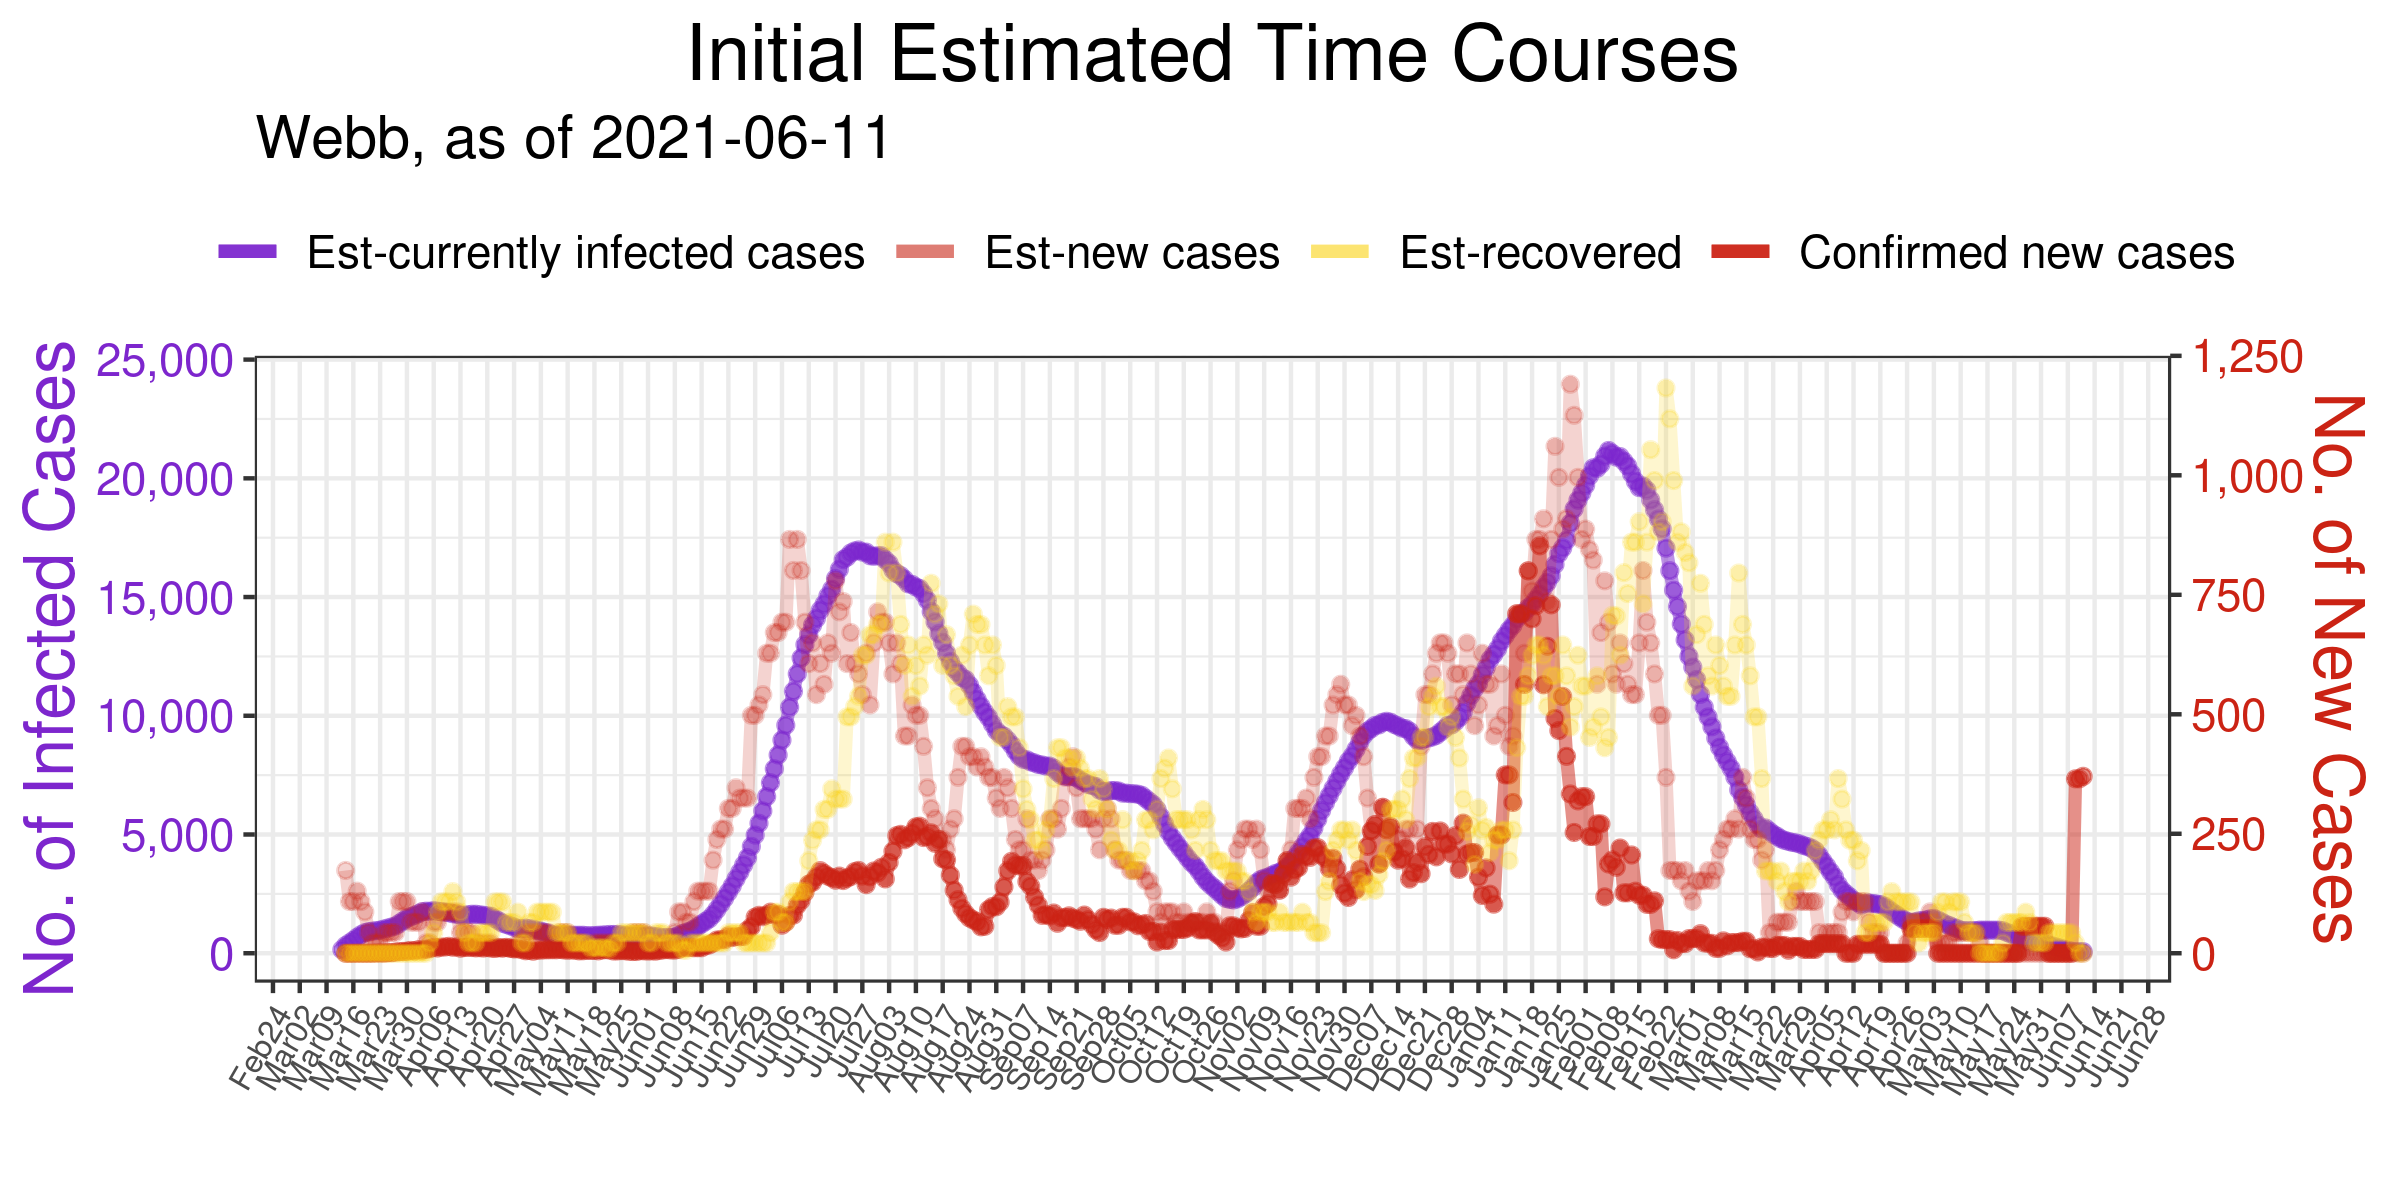 Initial Estimated Time Courses
Webb, as of 2021-06-11
Est-currently infected cases
Est-new cases
Est-recovered
Confirmed new cases
No. of Infected Cases
25,000
20,000
15,000
10,000
5,000
0
1,250
1,000
750
500
250
0
No. of New Cases
Feb24
Mar02
Mar09
Mar16
Mar23
Mar30
Apr06
Apr13
Apr20
Apr27
May04
May11
May18
May25
Jun01
Jun08
Jun15
Jun22
Jun29
Jul06
Jul13
Jul20
Jul27
Aug03
Aug10
Aug17
Aug24
Aug31
Sep07
Sep14
Sep21
Sep28
Oct05
Oct12
Oct19
Oct26
Nov02
Nov09
Nov16
Nov23
Nov30
Dec07
Dec14
Dec21
Dec28
Jan04
Jan11
Jan18
Jan25
Feb01
Feb08
Feb15
Feb22
Mar01
Mar08
Mar15
Mar22
Mar29
Apr05
Apr12
Apr19
Apr26
May03
May10
May17
May24
May31
Jun07
Jun14
Jun21
Jun28